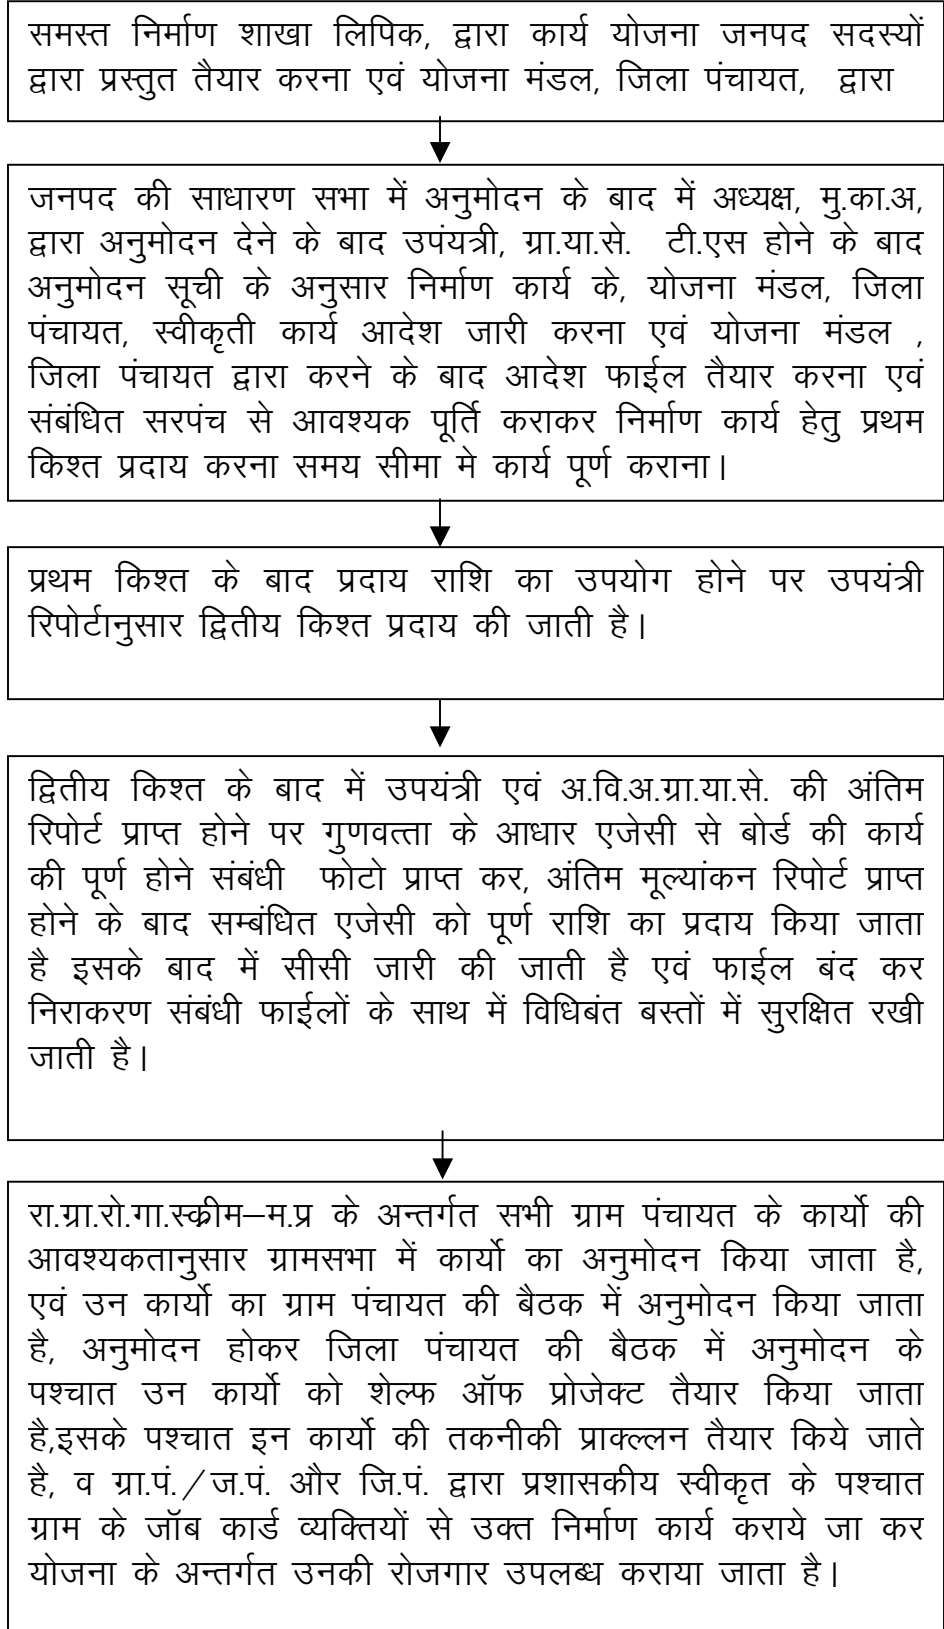 समस्त निर्माण शाखा लिपिक, द्वारा कार्य योजना जनपद सदस्यों
द्वारा प्रस्तुत तैयार करना एवं योजना मंडल, जिला पंचायत, द्वारा
जनपद की साधारण सभा में अनुमोदन के बाद में अध्यक्ष, मु.का.अ,
द्वारा अनुमोदन देने के बाद उपंयत्री, ग्रा.या.से. टी.एस होने के बाद
अनुमोदन सूची के अनुसार निर्माण कार्य के, योजना मंडल, जिला
पंचायत, स्वीकृती कार्य आदेश जारी करना एवं योजना मंडल ,
जिला पंचायत द्वारा करने के बाद आदेश फाईल तैयार करना एवं
संबंधित सरपंच से आवश्यक पूर्ति कराकर निर्माण कार्य हेतु प्रथम
किश्त प्रदाय करना समय सीमा मे कार्य पूर्ण कराना।
प्रथम किश्त के बाद प्रदाय राशि का उपयोग होने पर उपयंत्री
रिपोर्टानुसार द्वितीय किश्त प्रदाय की जाती है।
द्वितीय किश्त के बाद में उपयंत्री एवं अ.वि.अ.ग्रा.या.से. की अंतिम
रिपोर्ट प्राप्त होने पर गुणवत्ता के आधार एजेसी से बोर्ड की कार्य
की पूर्ण होने संबंधी फोटो प्राप्त कर, अंतिम मूल्यांकन रिपोर्ट प्राप्त
होने के बाद सम्बंधित एजेसी को पूर्ण राशि का प्रदाय किया जाता
है इसके बाद में सीसी जारी की जाती है एवं फाईल बंद कर
निराकरण संबंधी फाईलों के साथ में विधिबंत बस्तों में सुरक्षित रखी
जाती है।
रा.ग्रा.रो.गा.स्क्रीम–म.प्र के अन्तर्गत सभी ग्राम पंचायत के कार्यो की
आवश्यकतानुसार ग्रामसभा में कार्यो का अनुमोदन किया जाता है,
एवं उन कार्यो का ग्राम पंचायत की बैठक में अनुमोदन किया जाता
है, अनुमोदन होकर जिला पंचायत की बैठक में अनुमोदन के
पश्चात उन कार्यो को शेल्फ ऑफ प्रोजेक्ट तैयार किया जाता
है,इसके पश्चात इन कार्यो की तकनीकी प्राक्ल्लन तैयार किये जाते
है, व ग्रा.पं./ज.पं. और जि.पं. द्वारा प्रशासकीय स्वीकृत के पश्चात
ग्राम के जॉब कार्ड व्यक्तियों से उक्त निर्माण कार्य कराये जा कर
योजना के अन्तर्गत उनकी रोजगार उपलब्ध कराया जाता है।